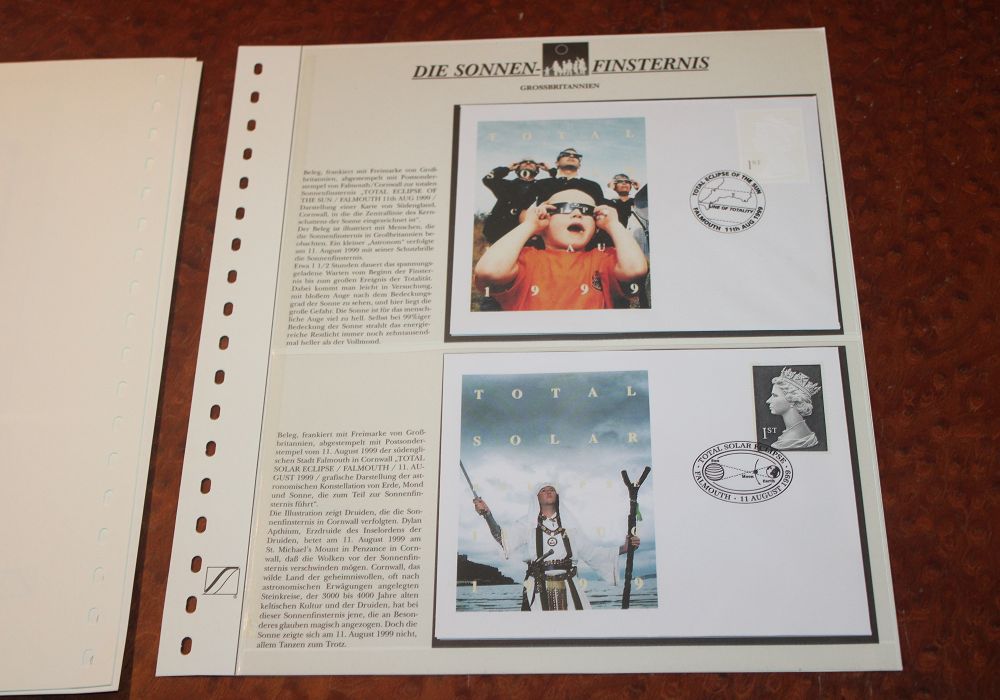 DIE SONNEN- FINSTERNIS
GROSSBRITANNIEN
Beleg, frankiert mit Freimarke von Groß-
britannien, abgestempelt mit Postsonder-
stempel von Falmouth/Cornwall zur totalen
Sonnenfinsternis „TOTAL ECLIPSE OF
THE SUN / FALMOUTH 11th AUG 1999 /
Darstellung einer Karte von Südengland,
Cornwall, in die die Zentrallinie des Kern-
schattens der Sonne eingezeichnet ist".
Der Beleg ist illustriert mit Menschen, die
die Sonnenfinsternis in Großbritannien be-
obachten. Ein kleiner „Astronom" verfolgte
am 11. August 1999 mit seiner Schutzbrille
die Sonnenfinsternis.
Etwa 1 1/2 Stunden dauert das spannungs-
geladene Warten vom Beginn der Finster-
nis bis zum großen Ereignis der Totalität.
Dabei kommt man leicht in Versuchung,
mit bloßem Auge nach dem Bedeckungs-
grad der Sonne zu sehen, und hier liegt die
große Gefahr. Die Sonne ist für das mensch-
liche Auge viel zu hell. Selbst bei 99%iger
Bedeckung der Sonne strahlt das energie-
reiche Restlicht immer noch zehntausend-
mal heller als der Vollmond.
TOTAL
SO
C
AU
1999
1ST
TOTAL ECLIPSE OF THE SUN
LINE OF TOTALITY
FALMOUTH 11th AUG 1999
Beleg, frankiert mit Freimarke von Groß-
britannien, abgestempelt mit Postsonder-
stempel vom 11. August 1999 der südengli-
schen Stadt Falmouth in Cornwall „TOTAL
SOLAR ECLIPSE / FALMOUTH / 11. AU-
GUST 1999 / grafische Darstellung der ast-
ronomischen Konstellation von Erde, Mond
und Sonne, die zum Teil zur Sonnenfin-
sternis führt".
Die Illustration zeigt Druiden, die die Son-
nenfinsternis in Cornwall verfolgten. Dylan
Apthium, Erzdruide des Inselordens der
Druiden, betet am 11. August 1999 am
St. Michael's Mount in Penzance in Corn-
wall, daß die Wolken vor der Sonnenfin-
sternis verschwinden mögen. Cornwall, das
wilde Land der geheimnisvollen, oft nach
astronomischen Erwägungen angelegten
Steinkreise, der 3000 bis 4000 Jahre alten
keltischen Kultur und der Druiden, hat bei
dieser Sonnenfinsternis jene, die an Beson-
deres glauben magisch angezogen. Doch die
Sonne zeigte sich am 11. August 1999 nicht,
allem Tanzen zum Trotz.
TOTAL
SOLAR
1999
1ST
TOTAL SOLAR ECLIPSE
Moon
Earth
FALMOUTH · 11 AUGUST 1999